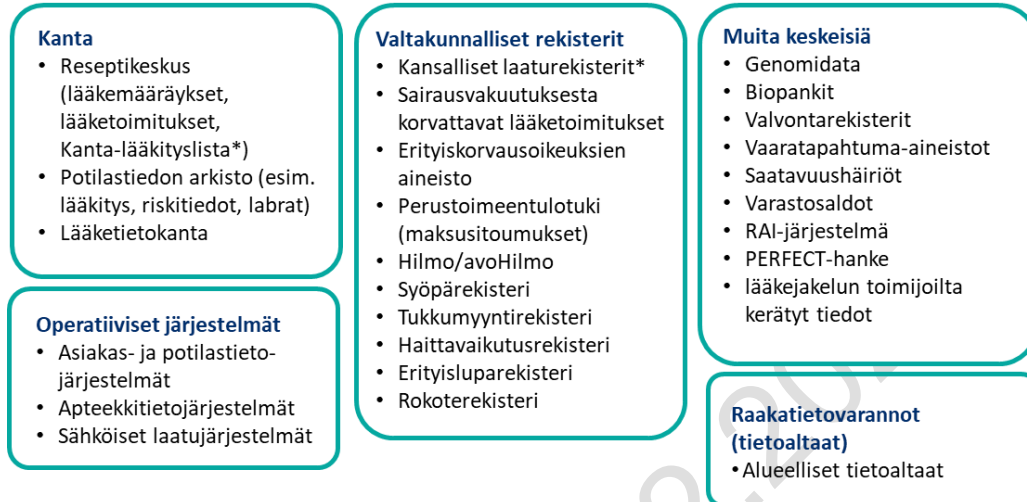 Kanta
• Reseptikeskus
(lääkemääräykset,
lääketoimitukset,
Kanta-lääkityslista*)
• Potilastiedon arkisto (esim.
lääkitys, riskitiedot, labrat)
• Lääketietokanta
Operatiiviset järjestelmät
• Asiakas- ja potilastieto-
järjestelmät
• Apteekkitietojärjestelmät
• Sähköiset laatujärjestelmät
Valtakunnalliset rekisterit
• Kansalliset laaturekisterit*
• Sairausvakuutuksesta
korvattavat lääketoimitukset
• Erityiskorvausoikeuksien
aineisto
• Perustoimeentulotuki
(maksusitoumukset)
• Hilmo/avoHilmo
• Syöpärekisteri
• Tukkumyyntirekisteri
• Haittavaikutusrekisteri
• Erityisluparekisteri
• Rokoterekisteri
Muita keskeisiä
• Genomidata
• Biopankit
• Valvontarekisterit
• Vaaratapahtuma-aineistot
• Saatavuushäiriöt
• Varastosaldot
• RAI-järjestelmä
• PERFECT-hanke
• lääkejakelun toimijoilta
kerätyt tiedot
Raakatietovarannot
(tietoaltaat)
• Alueelliset tietoaltaat